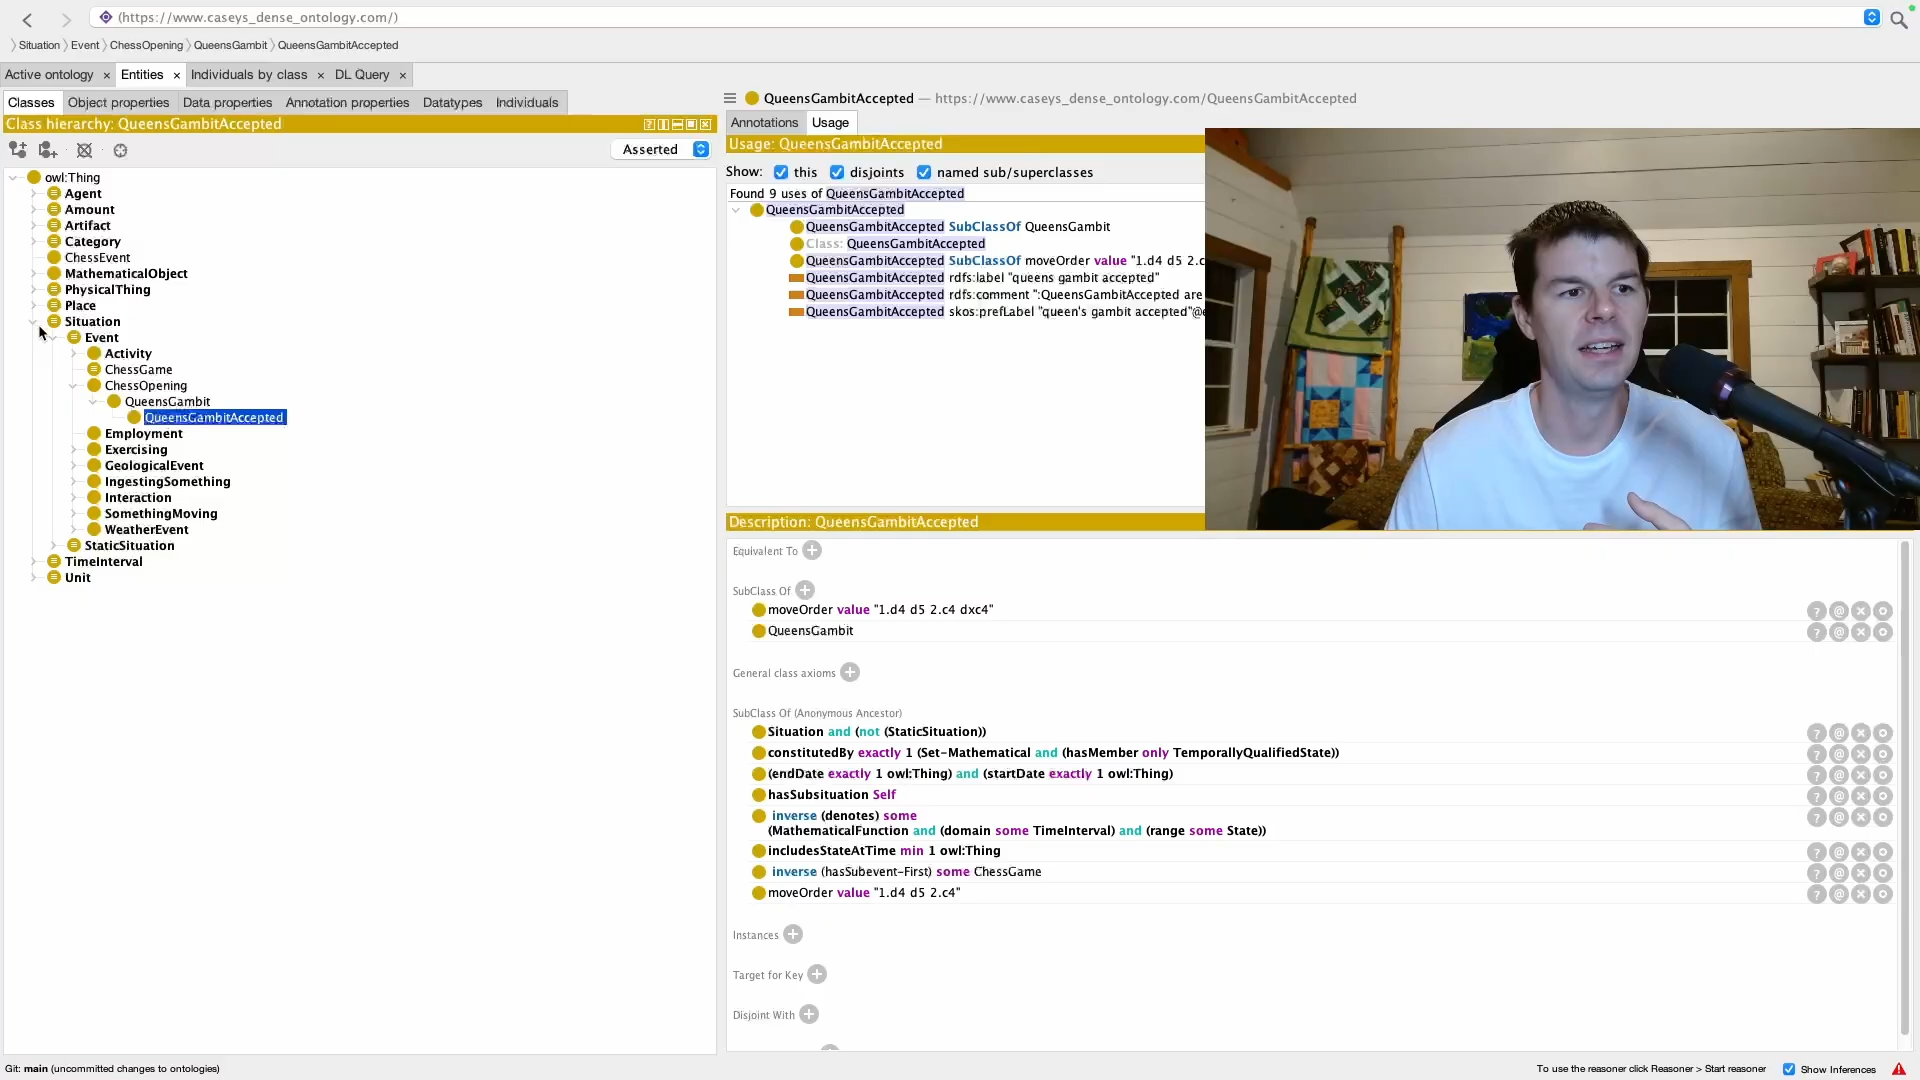 (https://www.caseys_dense_ontology.com/)
Situation Event ChessOpening QueensGambit QueensGambitAccepted
Active ontology × Entities × Individuals by class × DL Query ×
Classes Object properties Data properties Annotation properties Datatypes Individuals
Class hierarchy: QueensGambitAccepted
Asserted
owl:Thing
Agent
Amount
Artifact
Category
ChessEvent
MathematicalObject
PhysicalThing
Place
Situation
Event
Activity
ChessGame
ChessOpening
QueensGambit
QueensGambitAccepted
Employment
Exercising
GeologicalEvent
IngestingSomething
Interaction
SomethingMoving
WeatherEvent
StaticSituation
TimeInterval
Unit
QueensGambitAccepted — https://www.caseys_dense_ontology.com/QueensGambitAccepted
Annotations Usage
Usage: QueensGambitAccepted
Show: this disjoints named sub/superclasses
Found 9 uses of QueensGambitAccepted
QueensGambitAccepted
QueensGambitAccepted SubClassOf QueensGambit
Class: QueensGambitAccepted
QueensGambitAccepted SubClassOf moveOrder value "1.d4 d5 2.c
QueensGambitAccepted rdfs:label "queens gambit accepted"
QueensGambitAccepted rdfs:comment ":QueensGambitAccepted are
QueensGambitAccepted skos:prefLabel "queen's gambit accepted"@e
Description: QueensGambitAccepted
Equivalent To
SubClass Of
moveOrder value "1.d4 d5 2.c4 dxc4"
QueensGambit
General class axioms
SubClass Of (Anonymous Ancestor)
Situation and (not (StaticSituation))
constitutedBy exactly 1 (Set-Mathematical and (hasMember only TemporallyQualifiedState))
(endDate exactly 1 owl:Thing) and (startDate exactly 1 owl:Thing)
hasSubsituation Self
inverse (denotes) some
(MathematicalFunction and (domain some TimeInterval) and (range some State))
includesStateAtTime min 1 owl:Thing
inverse (hasSubevent-First) some ChessGame
moveOrder value "1.d4 d5 2.c4"
Instances
Target for Key
Disjoint With
Git: main (uncommitted changes to ontologies)
To use the reasoner click Reasoner > Start reasoner Show Inferences